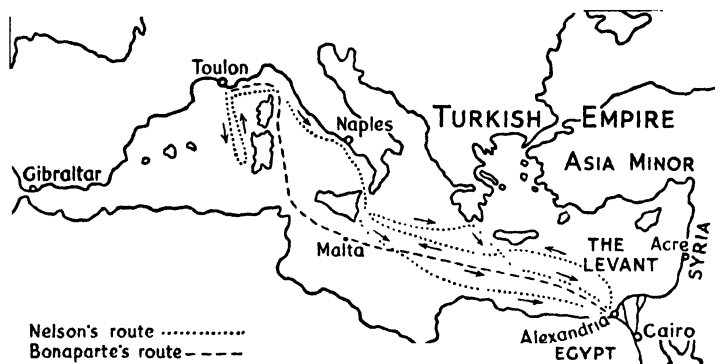 Toulon
Naples
TURKISH EMPIRE
ASIA MINOR
Gibraltar
Malta
THE
LEVANT
Acre
SYRIA
Alexandria
Cairo
EGYPT
Nelson's route
Bonaparte's route